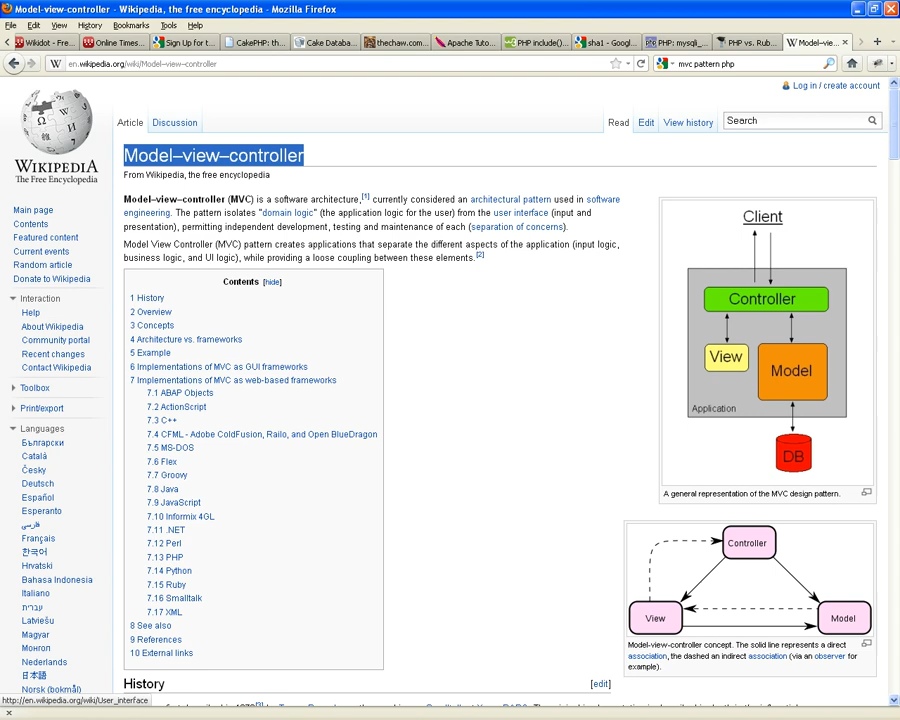 Model-view-controller - Wikipedia, the free encyclopedia - Mozilla Firefox
File Edit View History Bookmarks Tools Help
Wikidot - Fre...
Online Times...
Sign Up for t...
CakePHP: th...
Cake Databa...
thechaw.com...
Apache Tuto...
PHP include()...
sha1 - Googl...
PHP: mysqli_...
PHP vs. Rub...
Model–vie...
en.wikipedia.org/wiki/Model–view–controller
mvc pattern php
Log in / create account
Article Discussion
Read Edit View history
Search
WIKIPEDIA
The Free Encyclopedia
Main page
Contents
Featured content
Current events
Random article
Donate to Wikipedia
Interaction
Help
About Wikipedia
Community portal
Recent changes
Contact Wikipedia
Toolbox
Print/export
Languages
Български
Català
Česky
Deutsch
Español
Esperanto
فارسی
Français
한국어
Hrvatski
Bahasa Indonesia
Italiano
עברית
Latviešu
Magyar
Монгол
Nederlands
日本語
Norsk (bokmål)
http://en.wikipedia.org/wiki/User_interface
Model–view–controller
From Wikipedia, the free encyclopedia
Model–view–controller (MVC) is a software architecture,[1] currently considered an architectural pattern used in software
engineering. The pattern isolates "domain logic" (the application logic for the user) from the user interface (input and
presentation), permitting independent development, testing and maintenance of each (separation of concerns).
Model View Controller (MVC) pattern creates applications that separate the different aspects of the application (input logic,
business logic, and UI logic), while providing a loose coupling between these elements.[2]
Contents [hide]
1 History
2 Overview
3 Concepts
4 Architecture vs. frameworks
5 Example
6 Implementations of MVC as GUI frameworks
7 Implementations of MVC as web-based frameworks
7.1 ABAP Objects
7.2 ActionScript
7.3 C++
7.4 CFML - Adobe ColdFusion, Railo, and Open BlueDragon
7.5 MS-DOS
7.6 Flex
7.7 Groovy
7.8 Java
7.9 JavaScript
7.10 Informix 4GL
7.11 .NET
7.12 Perl
7.13 PHP
7.14 Python
7.15 Ruby
7.16 Smalltalk
7.17 XML
8 See also
9 References
10 External links
History [edit]
Client
Controller
View
Model
Application
DB
A general representation of the MVC design pattern.
Controller
View
Model
Model-view-controller concept. The solid line represents a direct
association, the dashed an indirect association (via an observer for
example).